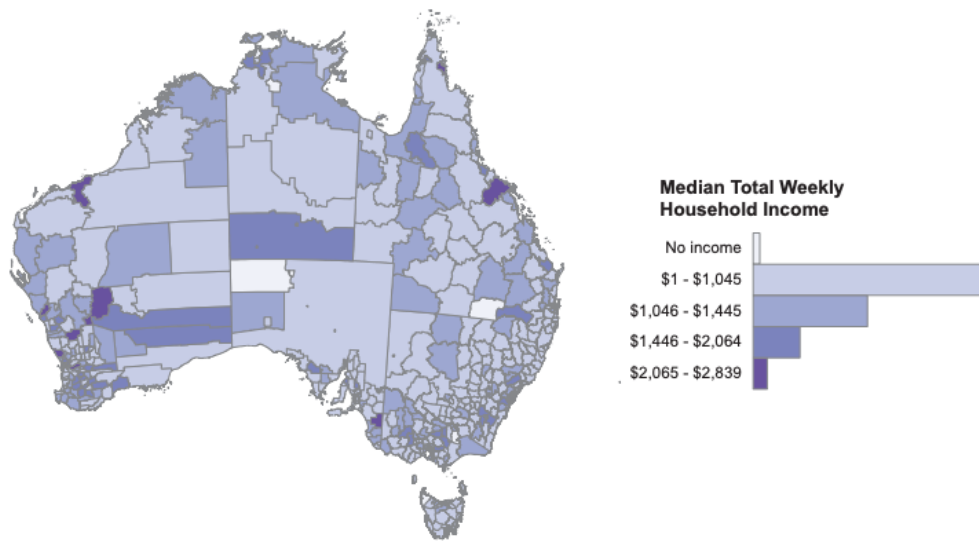 Median Total Weekly
Household Income
No income
$1 - $1,045
$1,046 - $1,445
$1,446 - $2,064
$2,065 - $2,839